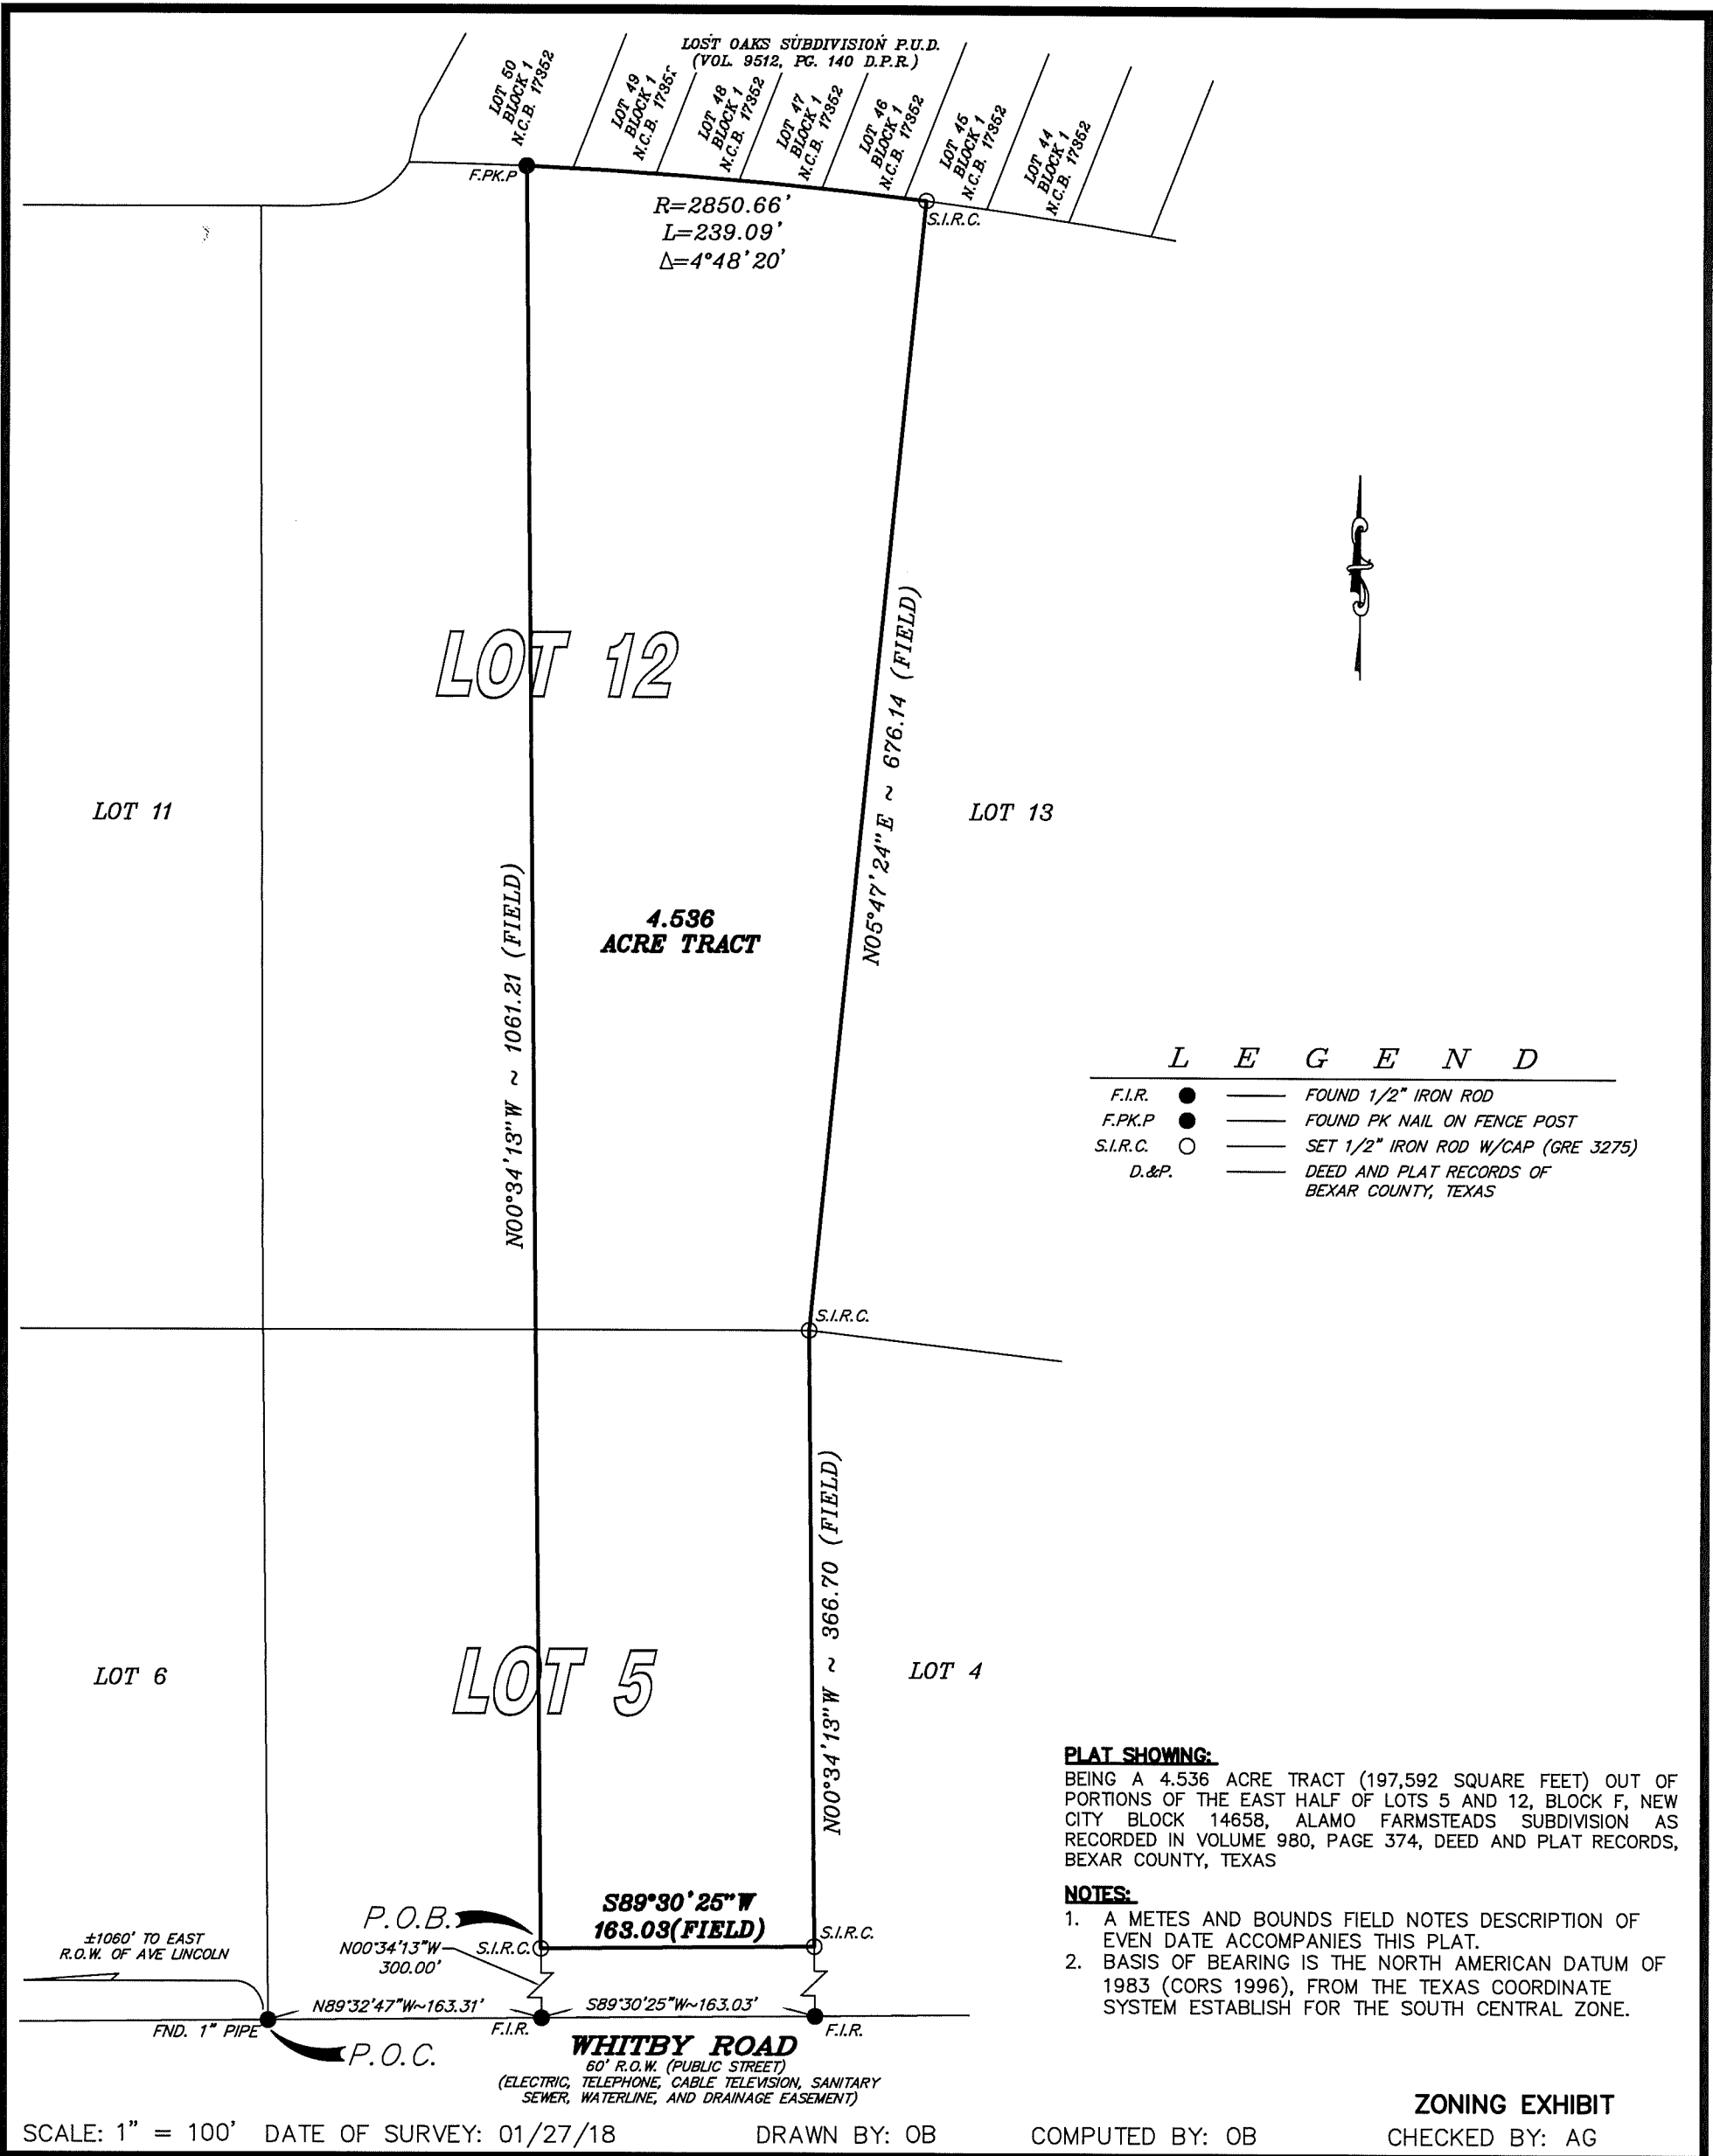 LOST OAKS SUBDIVISION P.U.D.
(VOL. 9512, PG. 140 D.P.R.)
LOT 50
BLOCK 1
N.C.B. 17352
LOT 49
BLOCK 1
N.C.B. 17352
LOT 48
BLOCK 1
N.C.B. 17352
LOT 47
BLOCK 1
N.C.B. 17352
LOT 46
BLOCK 1
N.C.B. 17352
LOT 45
BLOCK 1
N.C.B. 17352
LOT 44
BLOCK 1
N.C.B. 17352
F.PK.P
R=2850.66'
L=239.09'
Δ=4°48'20'
S.I.R.C.
LOT 12
N05°47'24"E ~ 676.14 (FIELD)
LOT 11
LOT 13
N00°34'13"W ~ 1061.21 (FIELD)
4.536
ACRE TRACT
L E G E N D
F.I.R. FOUND 1/2" IRON ROD
F.PK.P FOUND PK NAIL ON FENCE POST
S.I.R.C. SET 1/2" IRON ROD W/CAP (GRE 3275)
D.&P. DEED AND PLAT RECORDS OF
BEXAR COUNTY, TEXAS
S.I.R.C.
N00°34'13"W ~ 366.70 (FIELD)
LOT 6
LOT 5
LOT 4
PLAT SHOWING:
BEING A 4.536 ACRE TRACT (197,592 SQUARE FEET) OUT OF
PORTIONS OF THE EAST HALF OF LOTS 5 AND 12, BLOCK F, NEW
CITY BLOCK 14658, ALAMO FARMSTEADS SUBDIVISION AS
RECORDED IN VOLUME 980, PAGE 374, DEED AND PLAT RECORDS,
BEXAR COUNTY, TEXAS
NOTES:
1. A METES AND BOUNDS FIELD NOTES DESCRIPTION OF
EVEN DATE ACCOMPANIES THIS PLAT.
2. BASIS OF BEARING IS THE NORTH AMERICAN DATUM OF
1983 (CORS 1996), FROM THE TEXAS COORDINATE
SYSTEM ESTABLISH FOR THE SOUTH CENTRAL ZONE.
S89°30'25"W
163.03(FIELD)
P.O.B.
S.I.R.C.
S.I.R.C.
N00°34'13"W
300.00'
±1060' TO EAST
R.O.W. OF AVE LINCOLN
N89°32'47"W~163.31'
S89°30'25"W~163.03'
FND. 1" PIPE
F.I.R.
F.I.R.
P.O.C.
WHITBY ROAD
60' R.O.W. (PUBLIC STREET)
(ELECTRIC, TELEPHONE, CABLE TELEVISION, SANITARY
SEWER, WATERLINE, AND DRAINAGE EASEMENT)
ZONING EXHIBIT
SCALE: 1" = 100' DATE OF SURVEY: 01/27/18 DRAWN BY: OB COMPUTED BY: OB CHECKED BY: AG